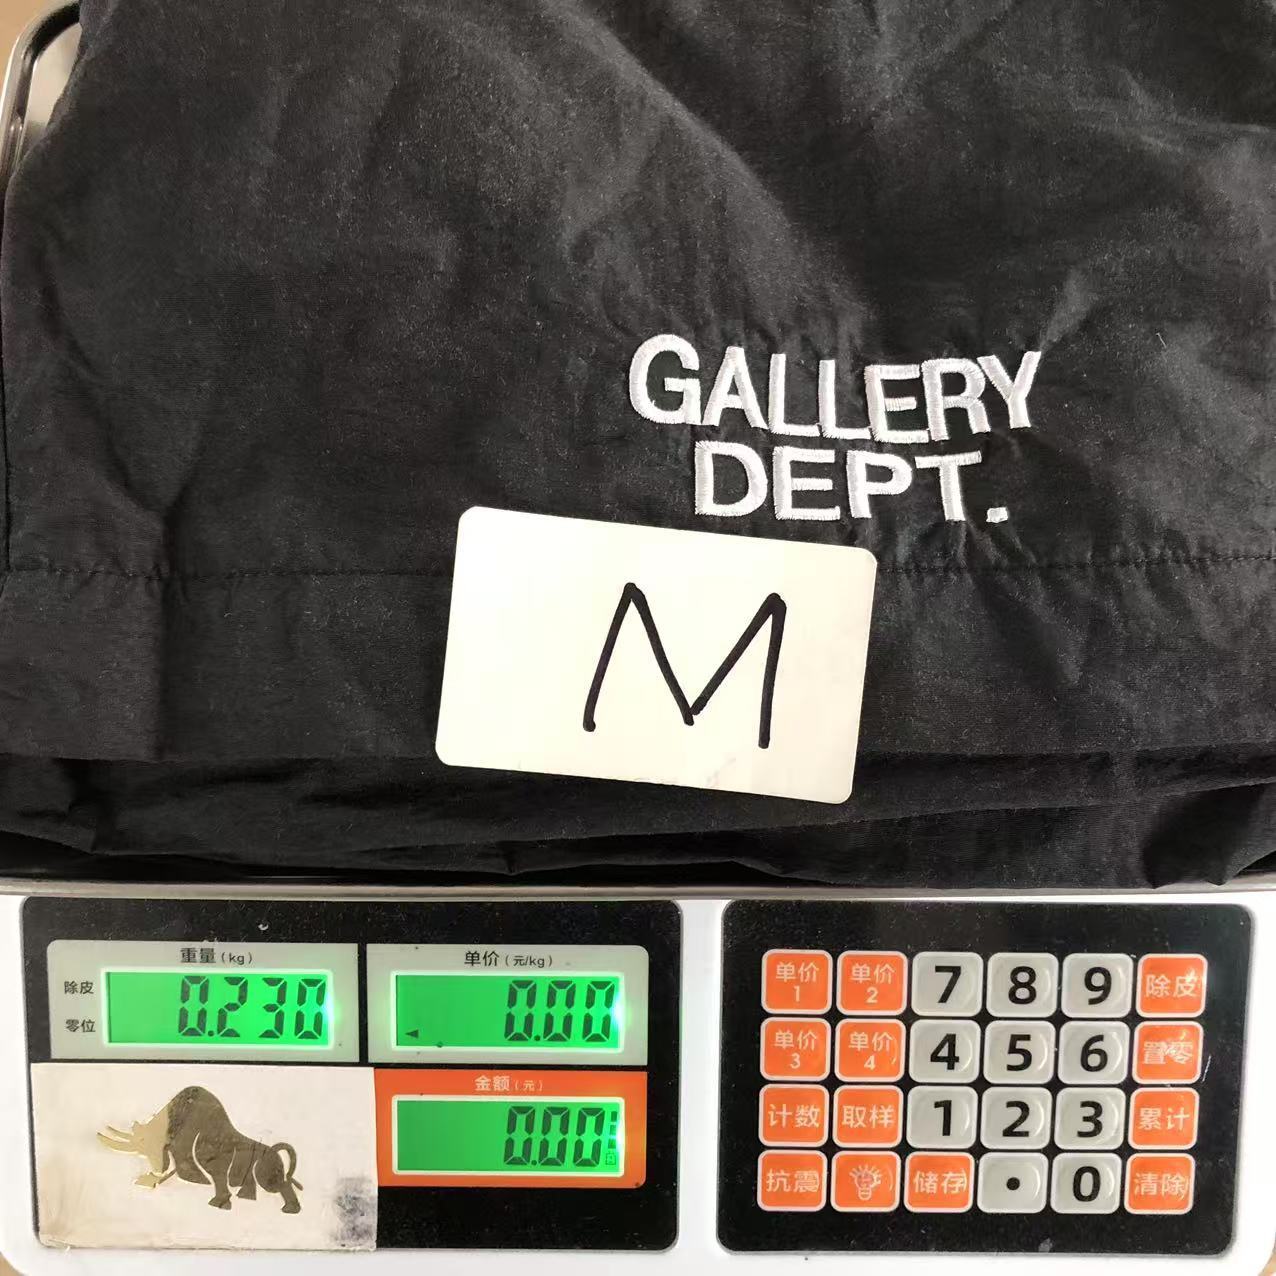 GALLERY
DEPT.
M
重量(kg)
除皮
零位
0.230
单价(元/kg)
0.00
金额(元)
0.00
单价1 单价2 7 8 9 除皮
单价3 单价4 4 5 6 置零
计数 取样 1 2 3 累计
抗震 储存 . 0 清除